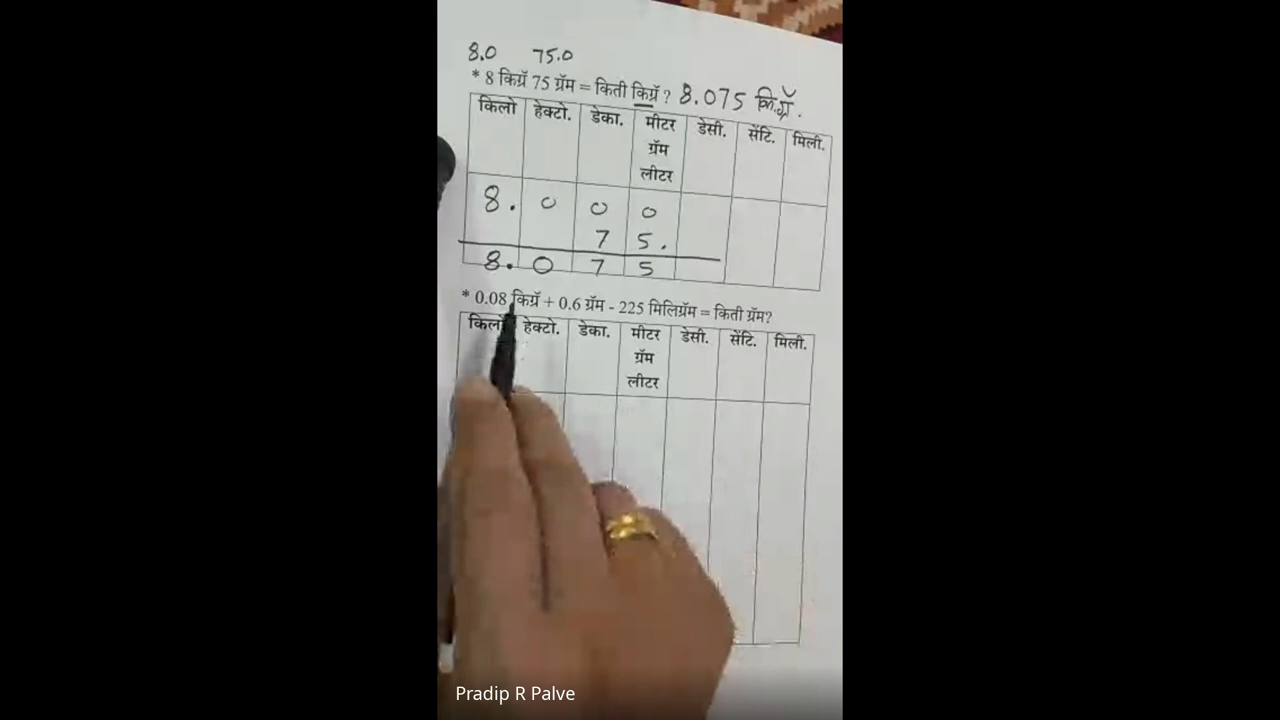 8.0 75.0
* 8 किग्रॅ 75 ग्रॅम = किती किग्रॅ ? 8.075 कि.ग्रॅ.
किलो हेक्टो. डेका. मीटर ग्रॅम लीटर डेसी. सेंटि. मिली.
8. 0 0 0
7 5.
8. 0 7 5
* 0.08 किग्रॅ + 0.6 ग्रॅम - 225 मिलिग्रॅम = किती ग्रॅम?
किलो हेक्टो. डेका. मीटर ग्रॅम लीटर डेसी. सेंटि. मिली.
Pradip R Palve